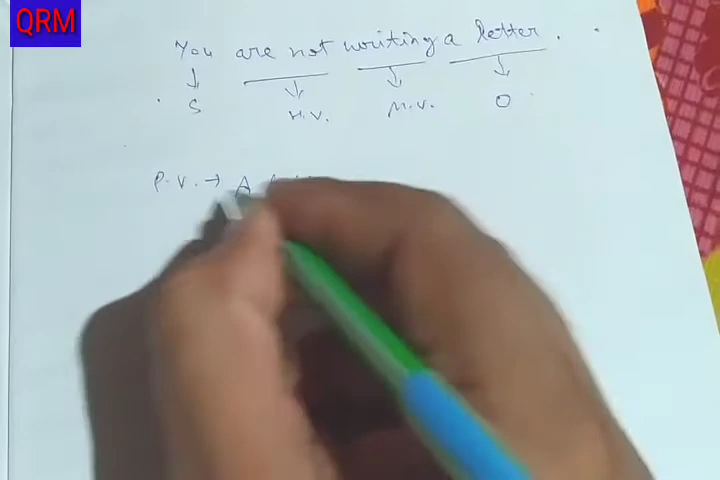 QRM
You are not writing a letter.
S H.V. M.V. O
P.V. → A